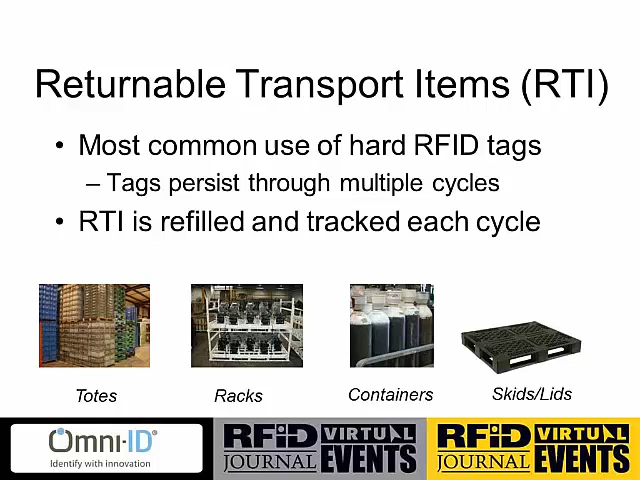 Returnable Transport Items (RTI)
• Most common use of hard RFID tags
– Tags persist through multiple cycles
• RTI is refilled and tracked each cycle
Totes
Racks
Containers
Skids/Lids
Omni-ID®
Identify with innovation
RFID JOURNAL
VIRTUAL EVENTS
RFID JOURNAL
VIRTUAL EVENTS